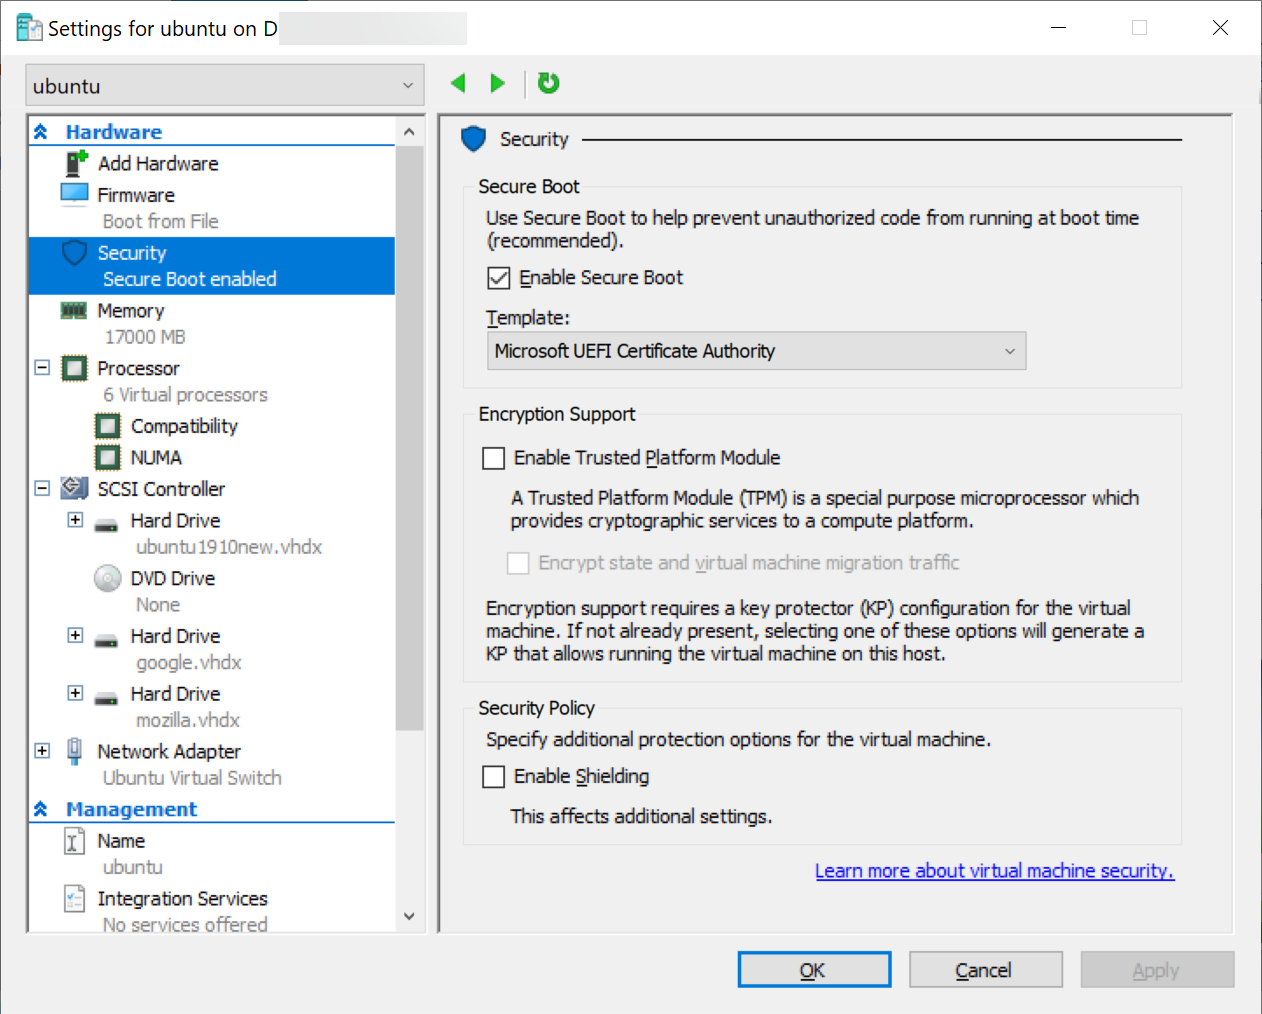 Settings for ubuntu on D
ubuntu
Hardware
Add Hardware
Firmware
Boot from File
Security
Secure Boot enabled
Memory
17000 MB
Processor
6 Virtual processors
Compatibility
NUMA
SCSI Controller
Hard Drive
ubuntu1910new.vhdx
DVD Drive
None
Hard Drive
google.vhdx
Hard Drive
mozilla.vhdx
Network Adapter
Ubuntu Virtual Switch
Management
Name
ubuntu
Integration Services
No services offered
Security
Secure Boot
Use Secure Boot to help prevent unauthorized code from running at boot time
(recommended).
Enable Secure Boot
Template:
Microsoft UEFI Certificate Authority
Encryption Support
Enable Trusted Platform Module
A Trusted Platform Module (TPM) is a special purpose microprocessor which
provides cryptographic services to a compute platform.
Encrypt state and virtual machine migration traffic
Encryption support requires a key protector (KP) configuration for the virtual
machine. If not already present, selecting one of these options will generate a
KP that allows running the virtual machine on this host.
Security Policy
Specify additional protection options for the virtual machine.
Enable Shielding
This affects additional settings.
Learn more about virtual machine security.
OK
Cancel
Apply